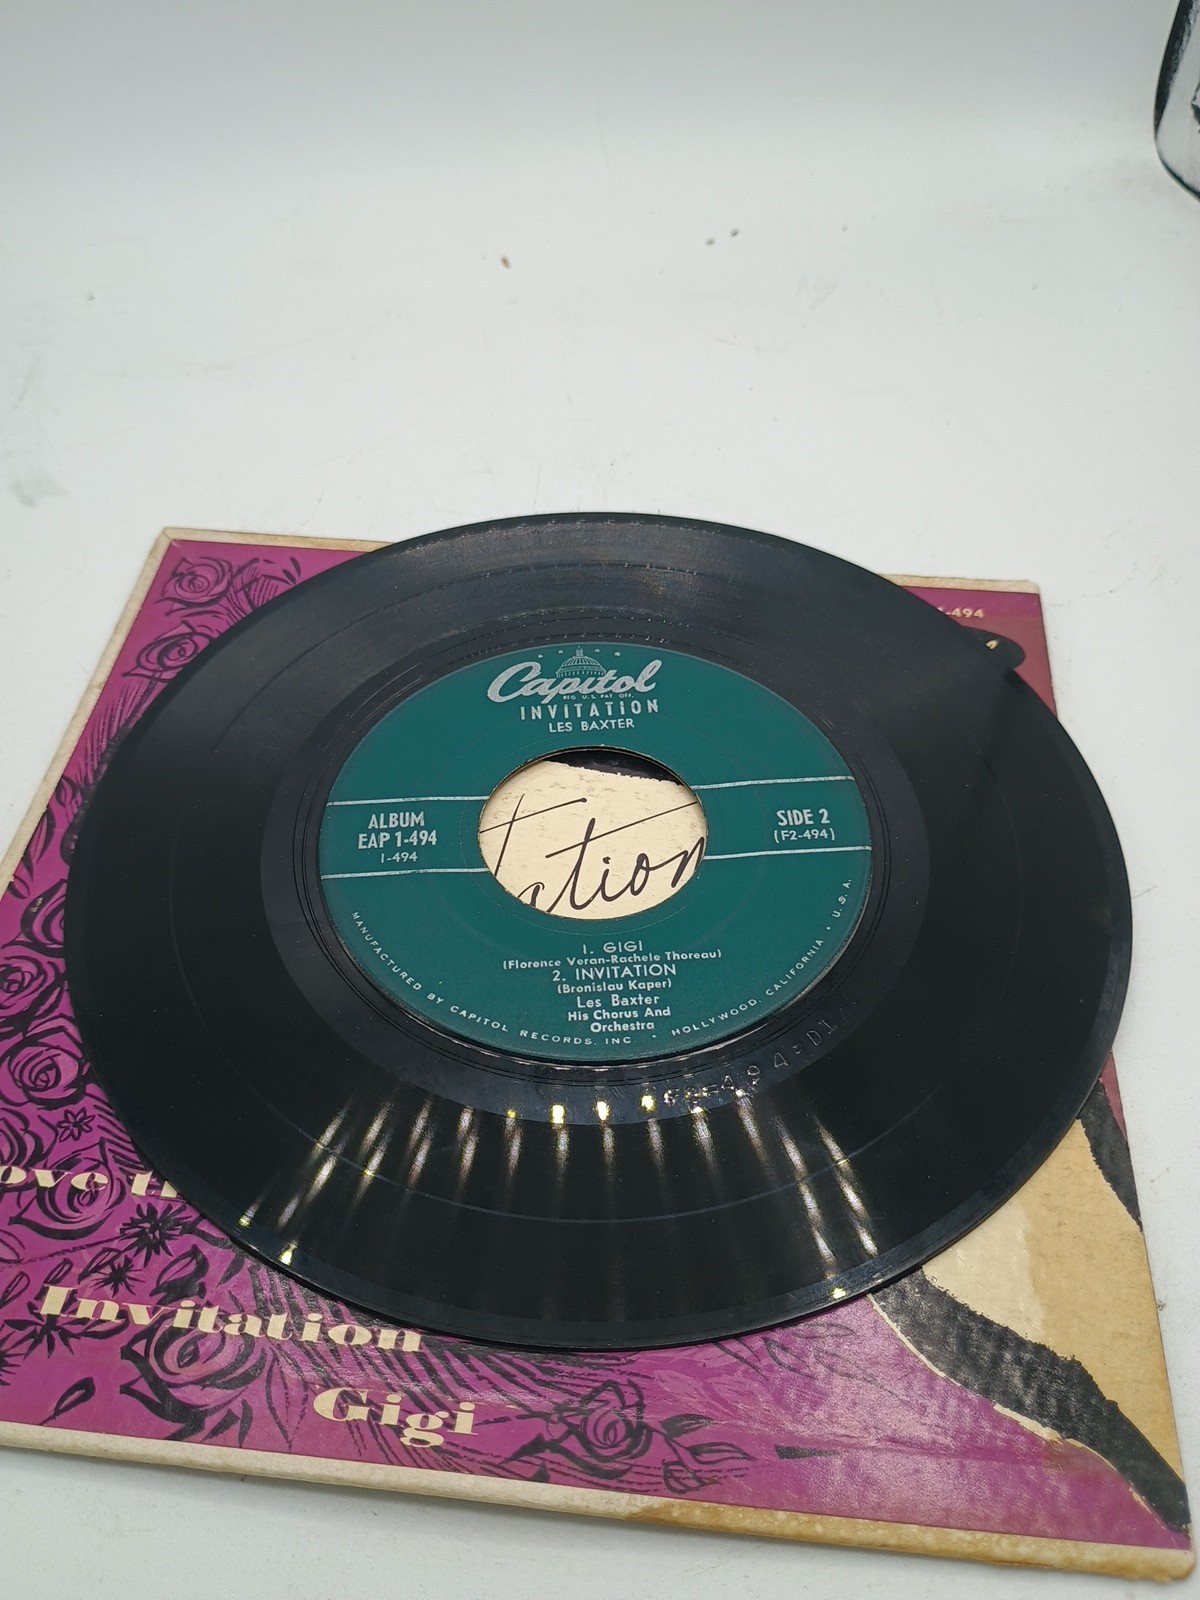 -494
Capitol
REG. U.S. PAT. OFF.
INVITATION
LES BAXTER
ALBUM
EAP 1-494
1-494
SIDE 2
(F2-494)
tation
1. GIGI
(Florence Veran-Rachele Thoreau)
2. INVITATION
(Bronislau Kaper)
Les Baxter
His Chorus And
Orchestra
MANUFACTURED BY CAPITOL RECORDS, INC. • HOLLYWOOD, CALIFORNIA • U.S.A.
Invitation
Gigi